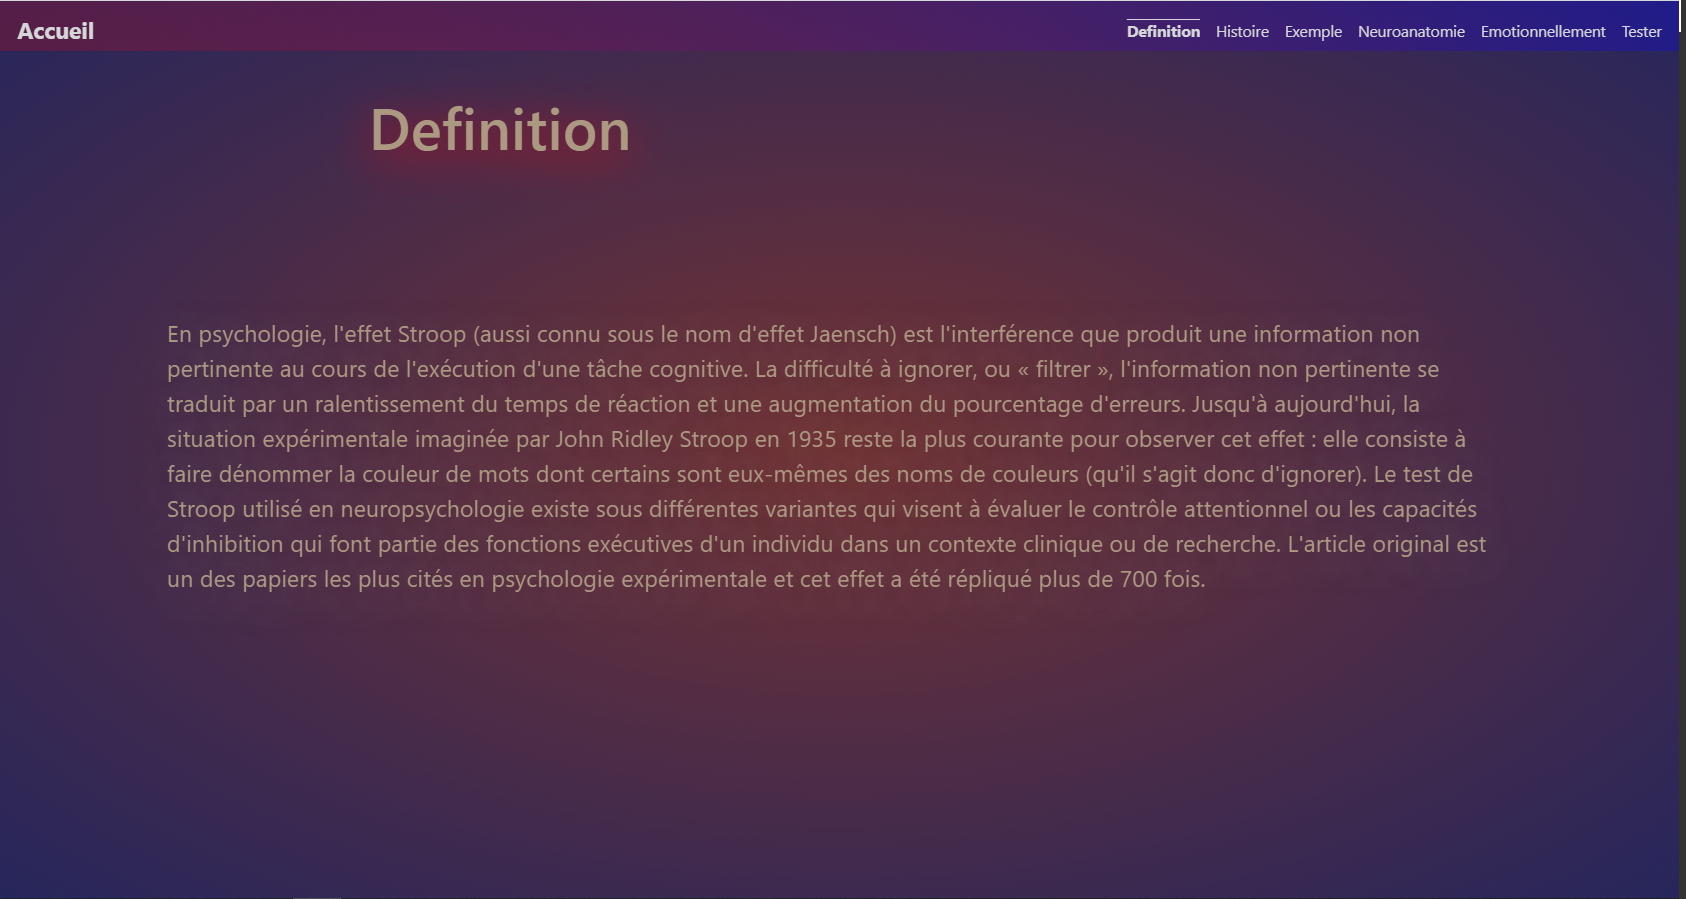 Accueil
Definition Histoire Exemple Neuroanatomie Emotionnellement Tester
Definition
En psychologie, l'effet Stroop (aussi connu sous le nom d'effet Jaensch) est l'interférence que produit une information non
pertinente au cours de l'exécution d'une tâche cognitive. La difficulté à ignorer, ou « filtrer », l'information non pertinente se
traduit par un ralentissement du temps de réaction et une augmentation du pourcentage d'erreurs. Jusqu'à aujourd'hui, la
situation expérimentale imaginée par John Ridley Stroop en 1935 reste la plus courante pour observer cet effet : elle consiste à
faire dénommer la couleur de mots dont certains sont eux-mêmes des noms de couleurs (qu'il s'agit donc d'ignorer). Le test de
Stroop utilisé en neuropsychologie existe sous différentes variantes qui visent à évaluer le contrôle attentionnel ou les capacités
d'inhibition qui font partie des fonctions exécutives d'un individu dans un contexte clinique ou de recherche. L'article original est
un des papiers les plus cités en psychologie expérimentale et cet effet a été répliqué plus de 700 fois.